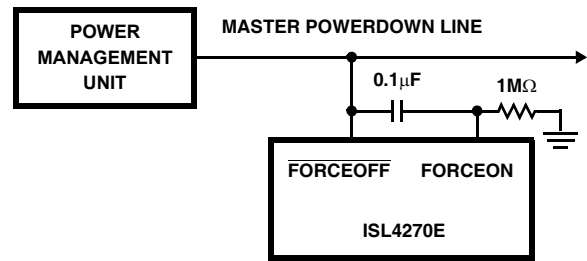 POWER
MANAGEMENT
UNIT
MASTER POWERDOWN LINE
0.1μF
1MΩ
FORCEOFF
FORCEON
ISL4270E